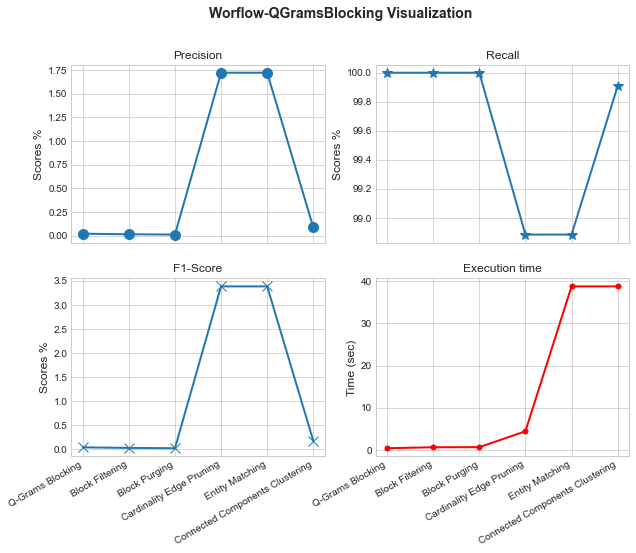 Worflow-QGramsBlocking Visualization
Precision
Scores %
1.75
1.50
1.25
1.00
0.75
0.50
0.25
0.00
Recall
Scores %
100.0
99.8
99.6
99.4
99.2
99.0
F1-Score
Scores %
3.5
3.0
2.5
2.0
1.5
1.0
0.5
0.0
Q-Grams Blocking
Block Filtering
Block Purging
Cardinality Edge Pruning
Entity Matching
Connected Components Clustering
Execution time
Time (sec)
40
30
20
10
0
Q-Grams Blocking
Block Filtering
Block Purging
Cardinality Edge Pruning
Entity Matching
Connected Components Clustering